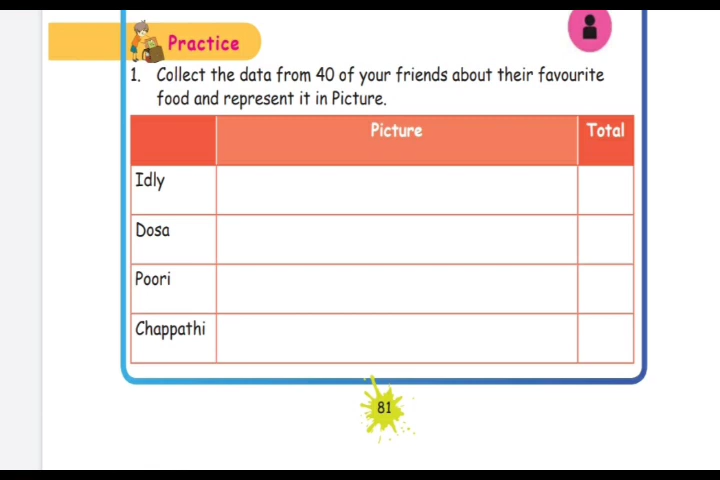 Practice
1. Collect the data from 40 of your friends about their favourite
food and represent it in Picture.
Picture Total
Idly
Dosa
Poori
Chappathi
81